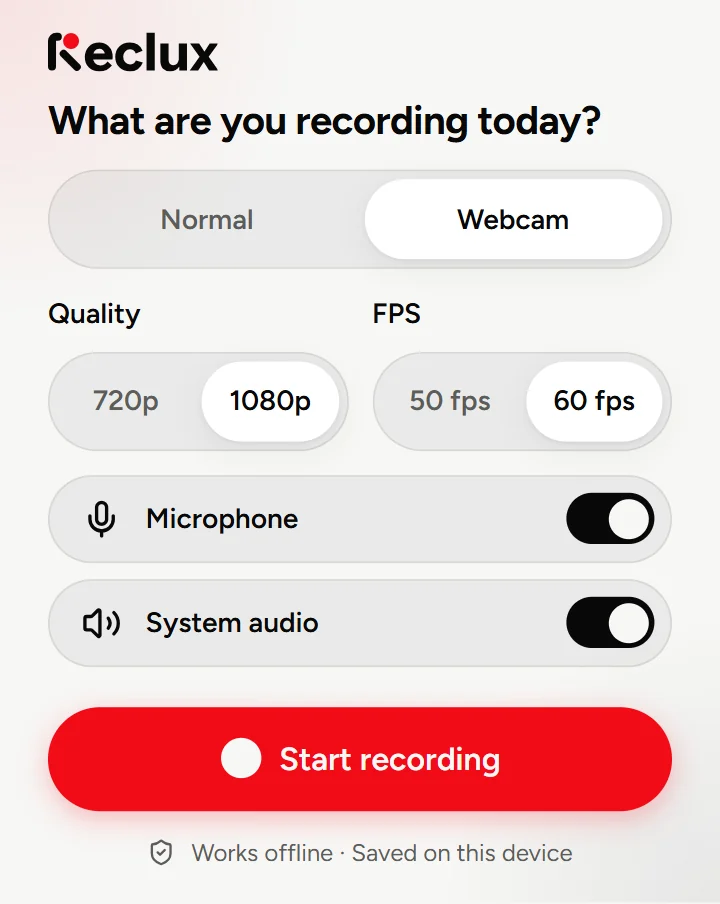 Reclux
What are you recording today?
Normal Webcam
Quality FPS
720p 1080p 50 fps 60 fps
Microphone
System audio
Start recording
Works offline · Saved on this device